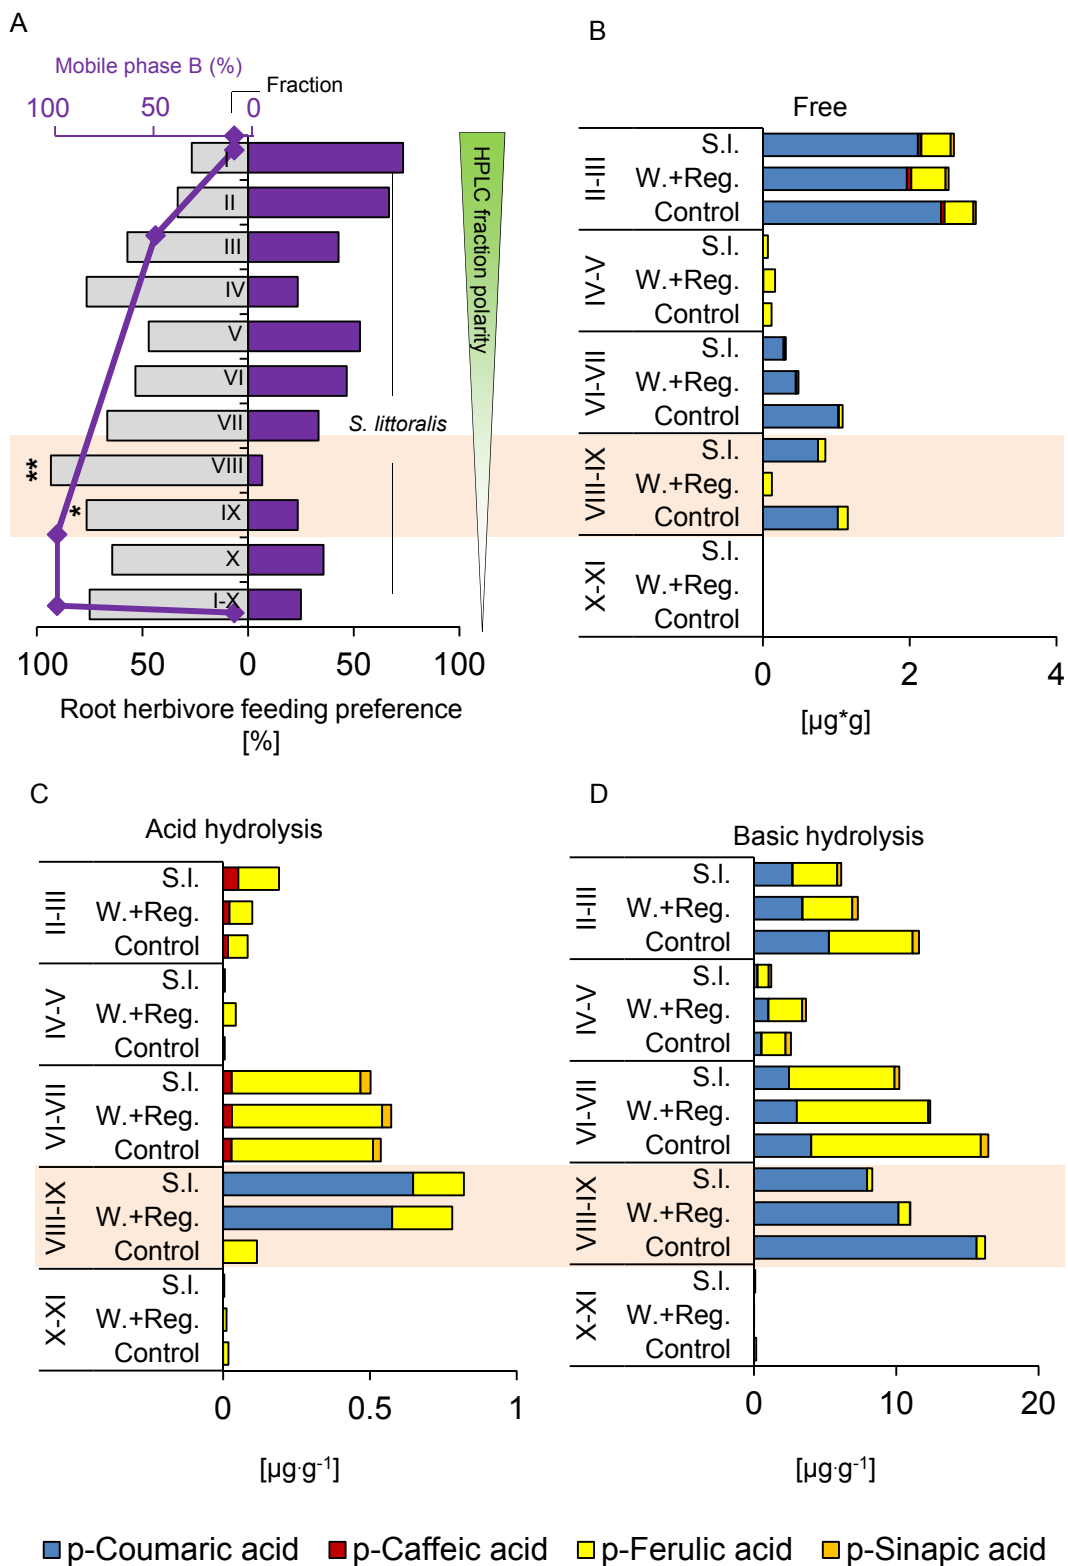 A
Mobile phase B (%)
Fraction
100 50 0
I
II
III
IV
V
VI
VII
VIII
IX
X
I-X
**
*
S. littoralis
HPLC fraction polarity
100 50 0 50 100
Root herbivore feeding preference
[%]
B
Free
II-III
S.I.
W.+Reg.
Control
IV-V
S.I.
W.+Reg.
Control
VI-VII
S.I.
W.+Reg.
Control
VIII-IX
S.I.
W.+Reg.
Control
X-XI
S.I.
W.+Reg.
Control
0 2 4
[µg*g]
C
Acid hydrolysis
II-III
S.I.
W.+Reg.
Control
IV-V
S.I.
W.+Reg.
Control
VI-VII
S.I.
W.+Reg.
Control
VIII-IX
S.I.
W.+Reg.
Control
X-XI
S.I.
W.+Reg.
Control
0 0.5 1
[µg·g-1]
D
Basic hydrolysis
II-III
S.I.
W.+Reg.
Control
IV-V
S.I.
W.+Reg.
Control
VI-VII
S.I.
W.+Reg.
Control
VIII-IX
S.I.
W.+Reg.
Control
X-XI
S.I.
W.+Reg.
Control
0 10 20
[µg·g-1]
p-Coumaric acid p-Caffeic acid p-Ferulic acid p-Sinapic acid